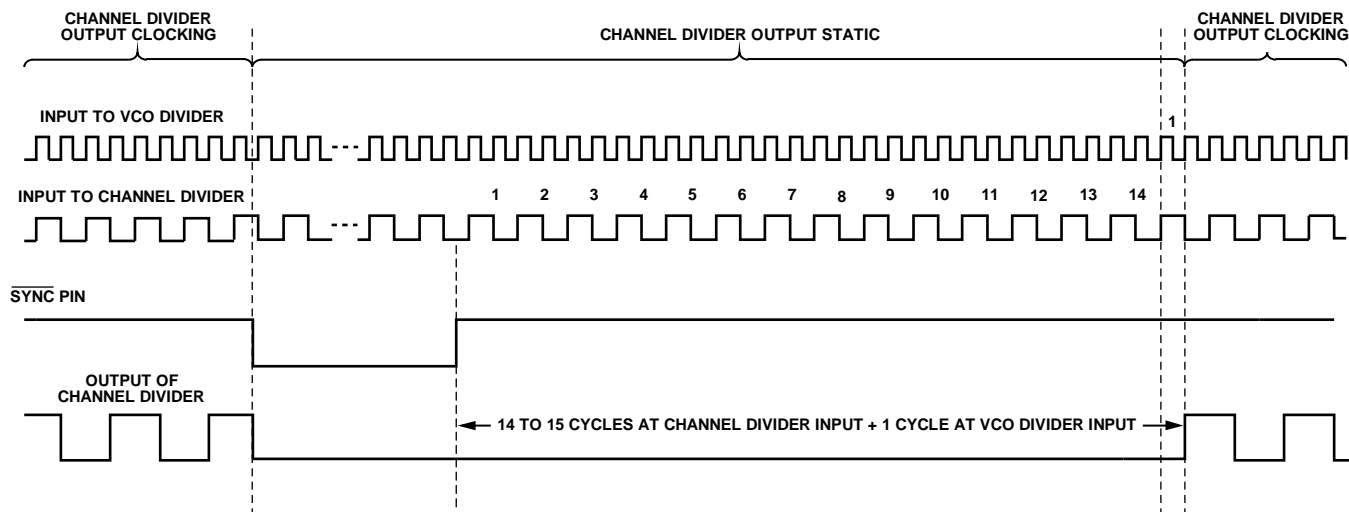 CHANNEL DIVIDER
OUTPUT CLOCKING
CHANNEL DIVIDER OUTPUT STATIC
CHANNEL DIVIDER
OUTPUT CLOCKING
INPUT TO VCO DIVIDER
1
INPUT TO CHANNEL DIVIDER
1 2 3 4 5 6 7 8 9 10 11 12 13 14
SYNC PIN
OUTPUT OF
CHANNEL DIVIDER
14 TO 15 CYCLES AT CHANNEL DIVIDER INPUT + 1 CYCLE AT VCO DIVIDER INPUT